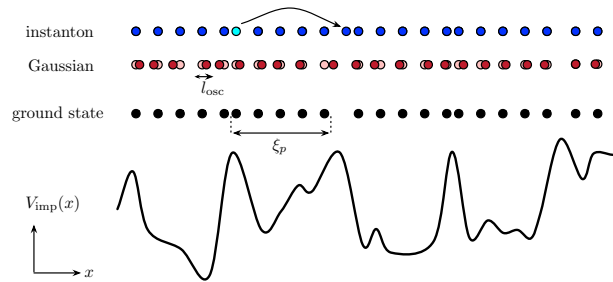 instanton
Gaussian
l_osc
ground state
ξ_p
V_imp(x)
x